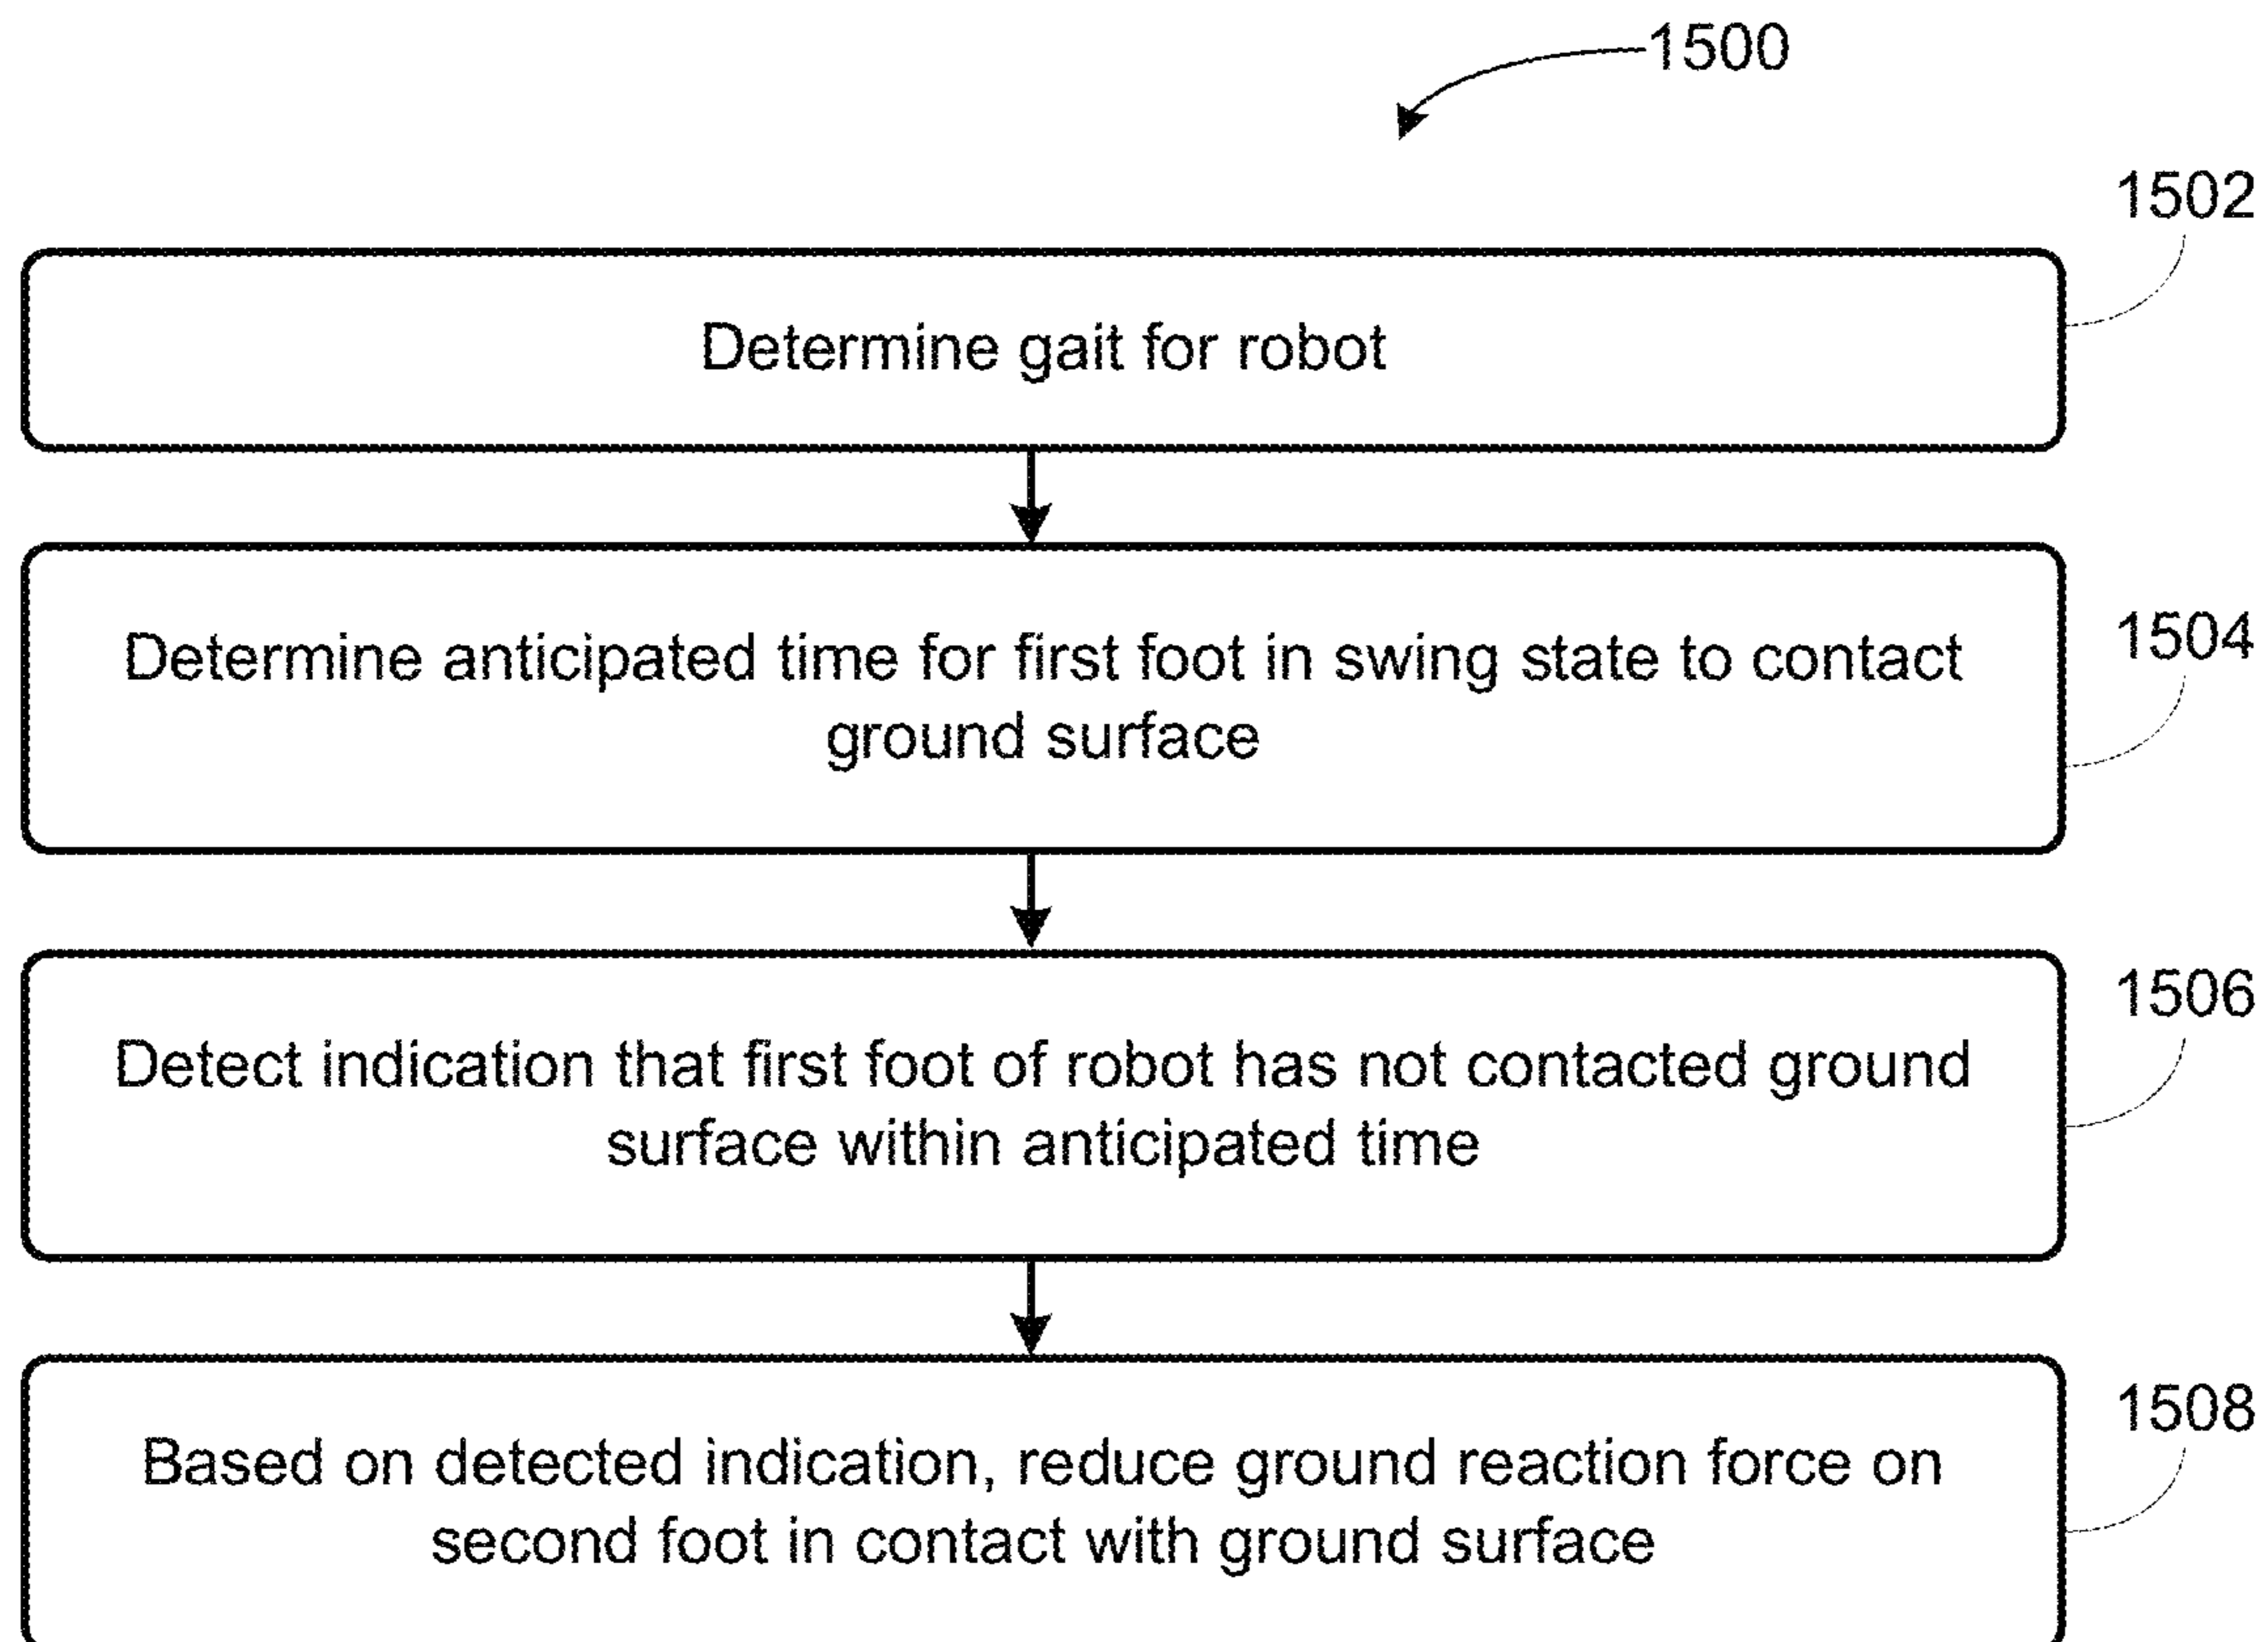 1500
1502
Determine gait for robot
1504
Determine anticipated time for first foot in swing state to contact
ground surface
1506
Detect indication that first foot of robot has not contacted ground
surface within anticipated time
1508
Based on detected indication, reduce ground reaction force on
second foot in contact with ground surface